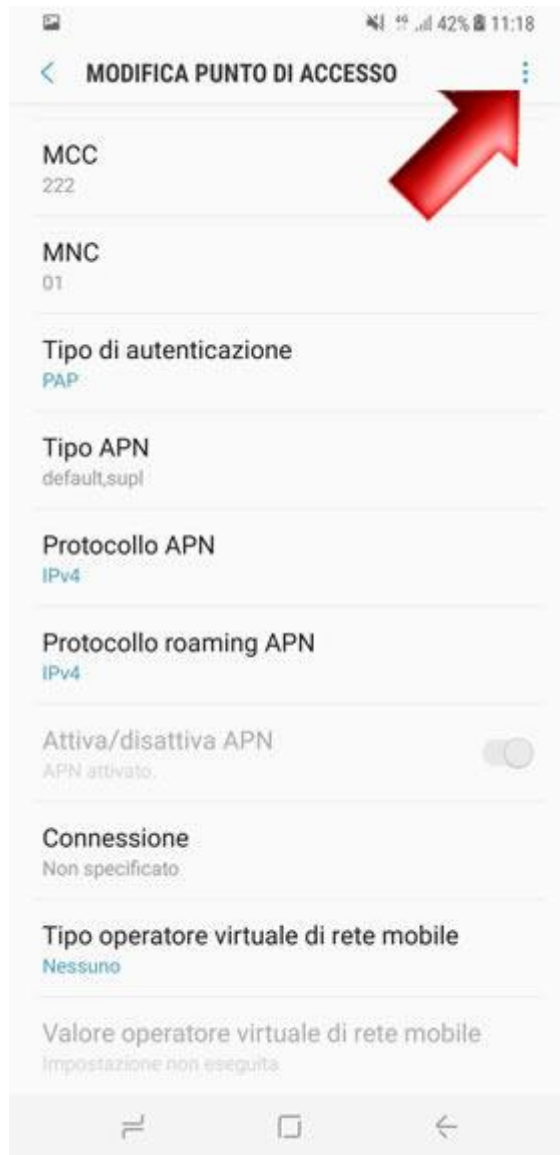 42% 11:18
MODIFICA PUNTO DI ACCESSO
MCC
222
MNC
01
Tipo di autenticazione
PAP
Tipo APN
default,supl
Protocollo APN
IPv4
Protocollo roaming APN
IPv4
Attiva/disattiva APN
APN attivato.
Connessione
Non specificato
Tipo operatore virtuale di rete mobile
Nessuno
Valore operatore virtuale di rete mobile
Impostazione non eseguita